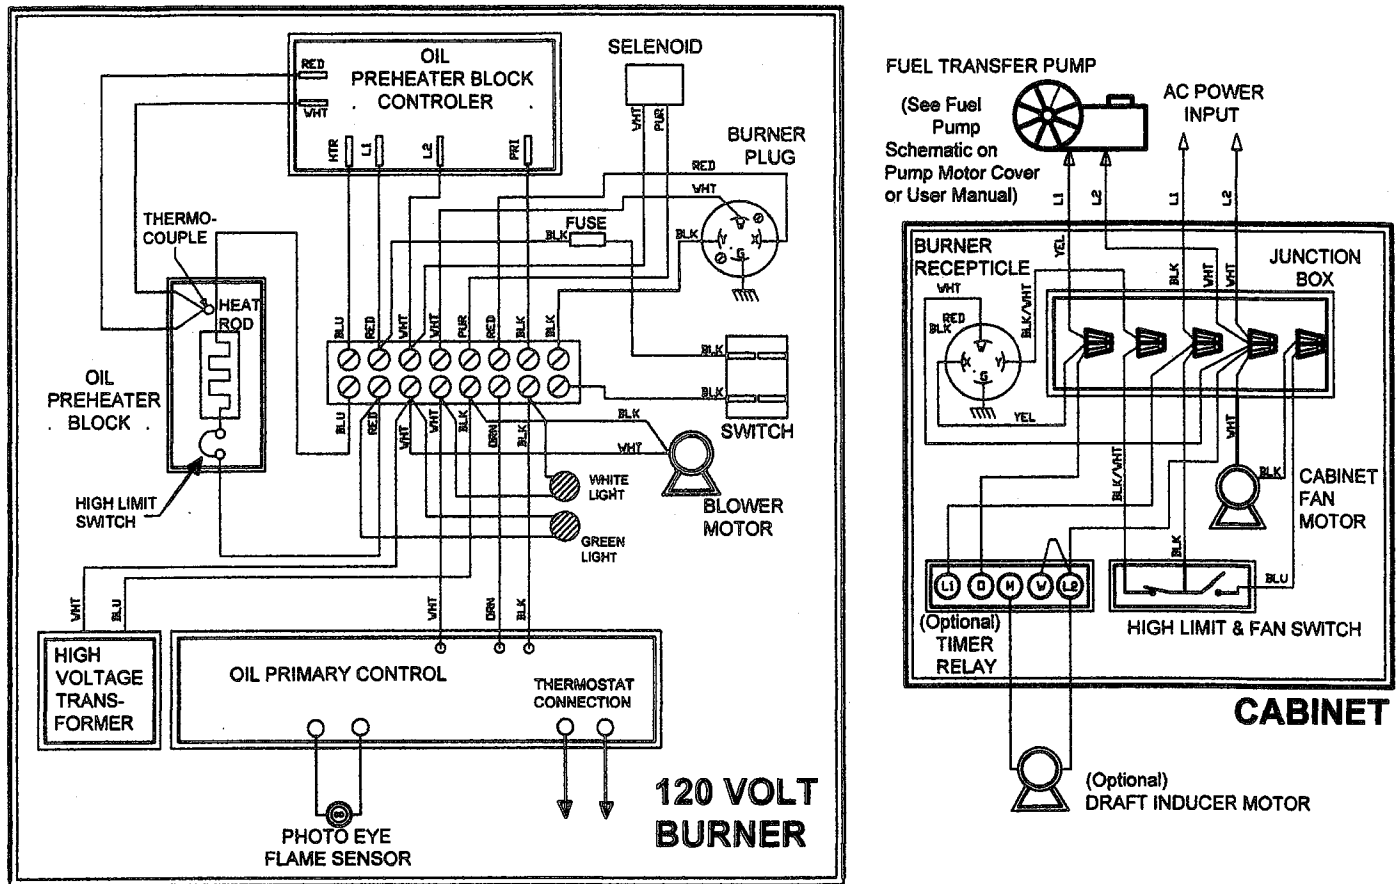 OIL
PREHEATER BLOCK
CONTROLER
RED
WHT
HTR
L1
L2
PRI
SELENOID
WHT
PUR
BURNER
PLUG
RED
WHT
BLK
FUSE
BLK
W
Y
X
G
THERMO-
COUPLE
HEAT
ROD
OIL
PREHEATER
BLOCK
HIGH LIMIT
SWITCH
BLU
RED
WHT
WHT
PUR
RED
BLK
BLK
BLU
RED
WHT
WHT
BLK
ORN
BLK
BLK
BLK
SWITCH
BLK
WHT
BLOWER
MOTOR
WHITE
LIGHT
GREEN
LIGHT
WHT
BLU
WHT
ORN
BLK
HIGH
VOLTAGE
TRANS-
FORMER
OIL PRIMARY CONTROL
THERMOSTAT
CONNECTION
PHOTO EYE
FLAME SENSOR
120 VOLT
BURNER
FUEL TRANSFER PUMP
(See Fuel
Pump
Schematic on
Pump Motor Cover
or User Manual)
AC POWER
INPUT
L1
L2
L1
L2
YEL
BLK
WHT
WHT
BURNER
RECEPTICLE
JUNCTION
BOX
WHT
RED
BLK
BLK/WHT
W
X
Y
G
YEL
BLK/WHT
WHT
BLK
BLK
CABINET
FAN
MOTOR
BLU
L1
O
M
W
L2
(Optional)
TIMER
RELAY
HIGH LIMIT & FAN SWITCH
CABINET
(Optional)
DRAFT INDUCER MOTOR